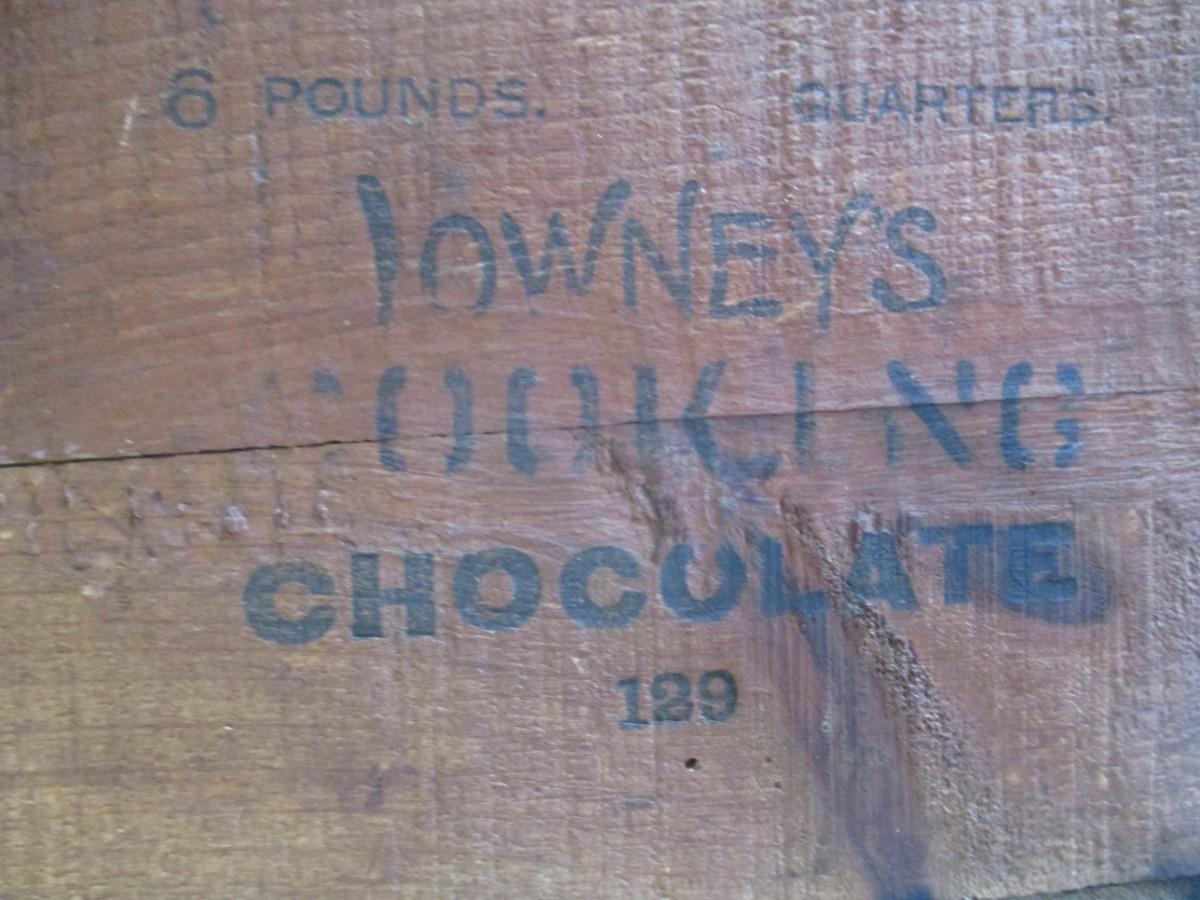 6 POUNDS. QUARTERS.
LOWNEY'S
COOKING
CHOCOLATE
129